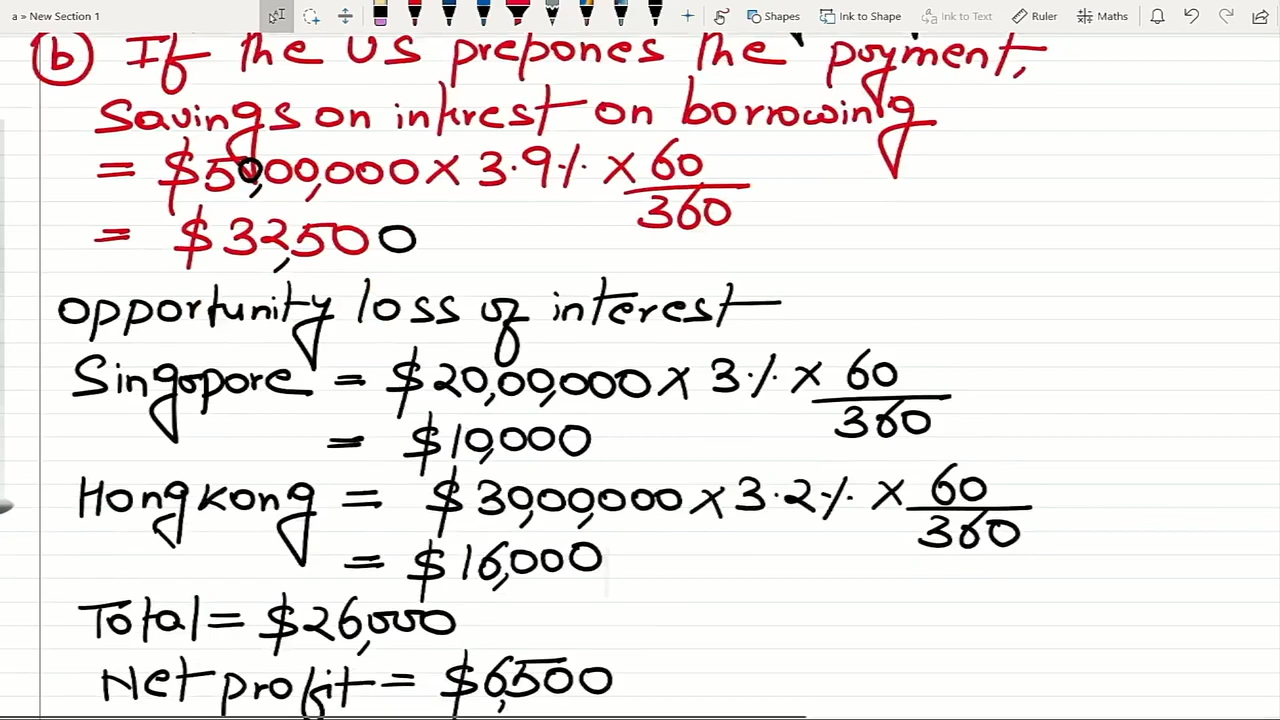 a » New Section 1
Shapes Ink to Shape Ink to Text Ruler Maths
(b) If the US prepones the payment,
Savings on interest on borrowing
= $50,00,000 × 3.9% × 60/360
= $32,500
Opportunity loss of interest
Singapore = $20,00,000 × 3% × 60/360
= $10,000
Hongkong = $30,00,000 × 3.2% × 60/360
= $16,000
Total = $26,000
Net profit = $6,500